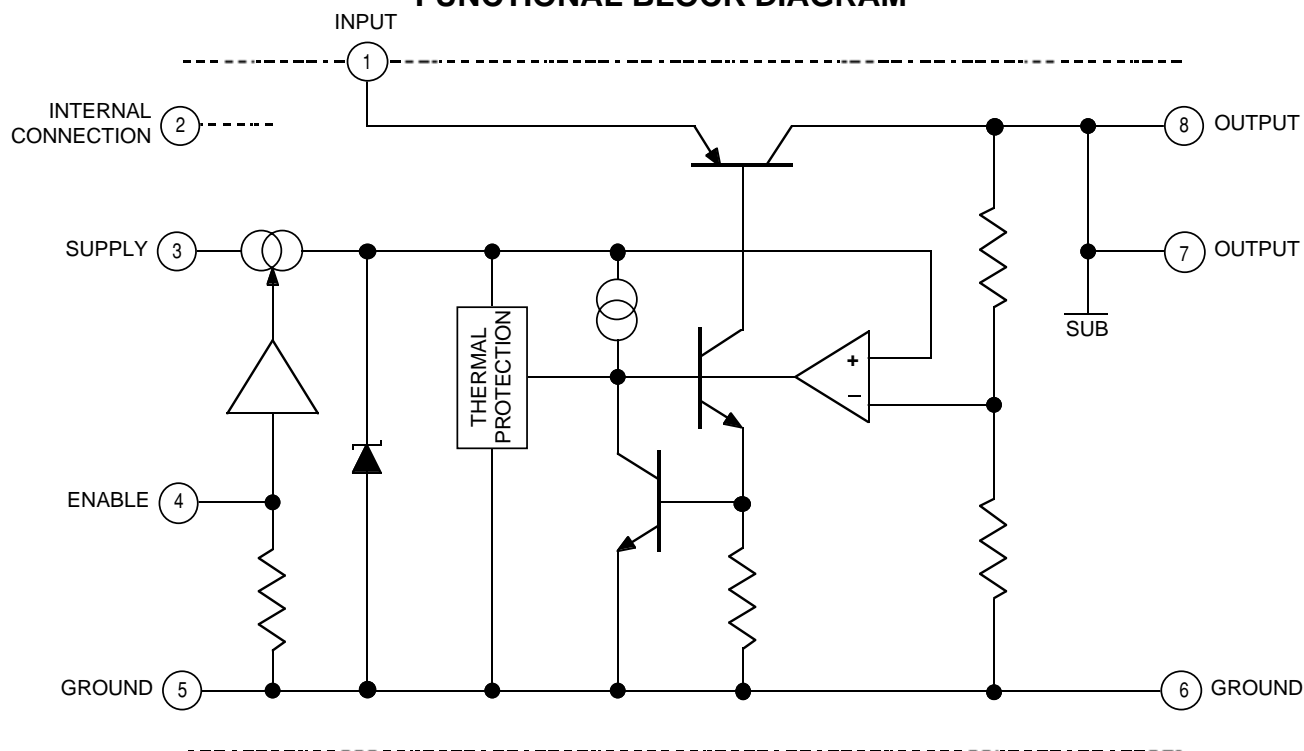 FUNCTIONAL BLOCK DIAGRAM
INPUT
1
INTERNAL
CONNECTION
2
8
OUTPUT
SUPPLY
3
7
OUTPUT
SUB
THERMAL
PROTECTION
+
–
ENABLE
4
GROUND
5
6
GROUND